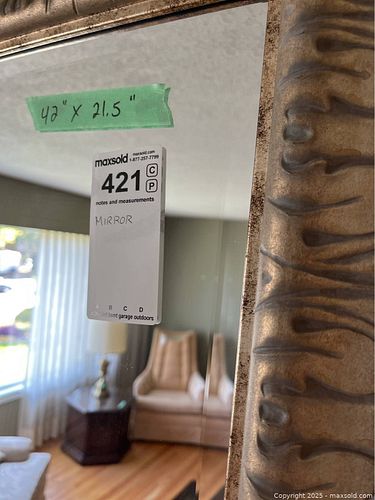 42" X 21.5"
maxsold maxsold.com
1-877-257-7799
421 C
P
notes and measurements
MIRROR
B C D
garage outdoors
Copyright 2025 - maxsold.com